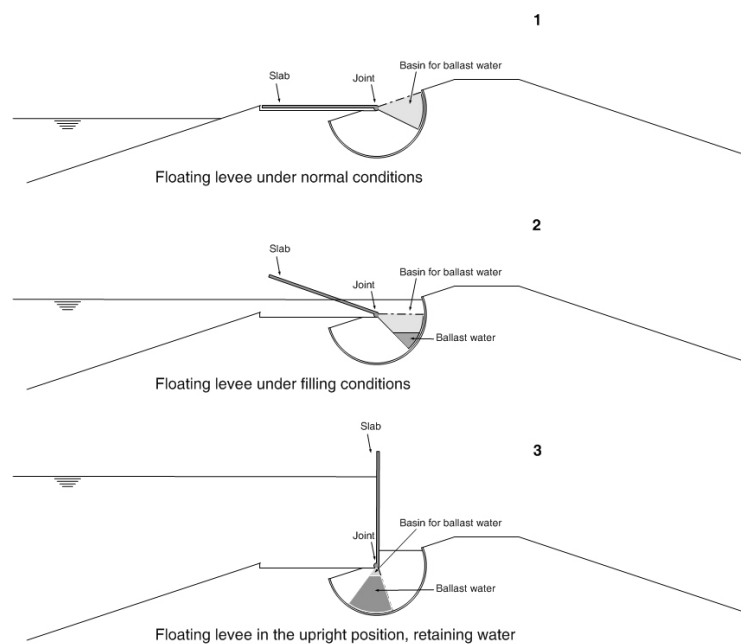 1
Basin for ballast water
Joint
Slab
Floating levee under normal conditions
2
Slab
Basin for ballast water
Joint
Ballast water
Floating levee under filling conditions
Slab
3
Basin for ballast water
Joint
Ballast water
Floating levee in the upright position, retaining water